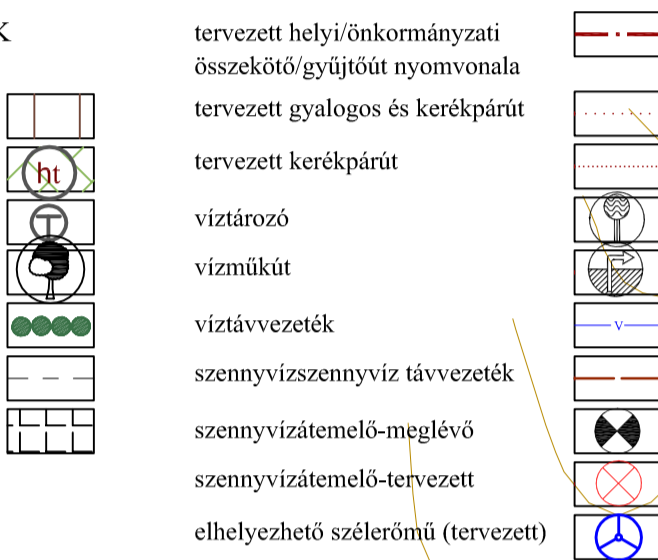 K
tervezett helyi/önkormányzati
összekötő/gyűjtőút nyomvonala
tervezett gyalogos és kerékpárút
tervezett kerékpárút
ht
víztározó
T
vízműkút
víztávvezeték
v
szennyvízszennyvíz távvezeték
szennyvízátemelő-meglévő
szennyvízátemelő-tervezett
elhelyezhető szélerőmű (tervezett)